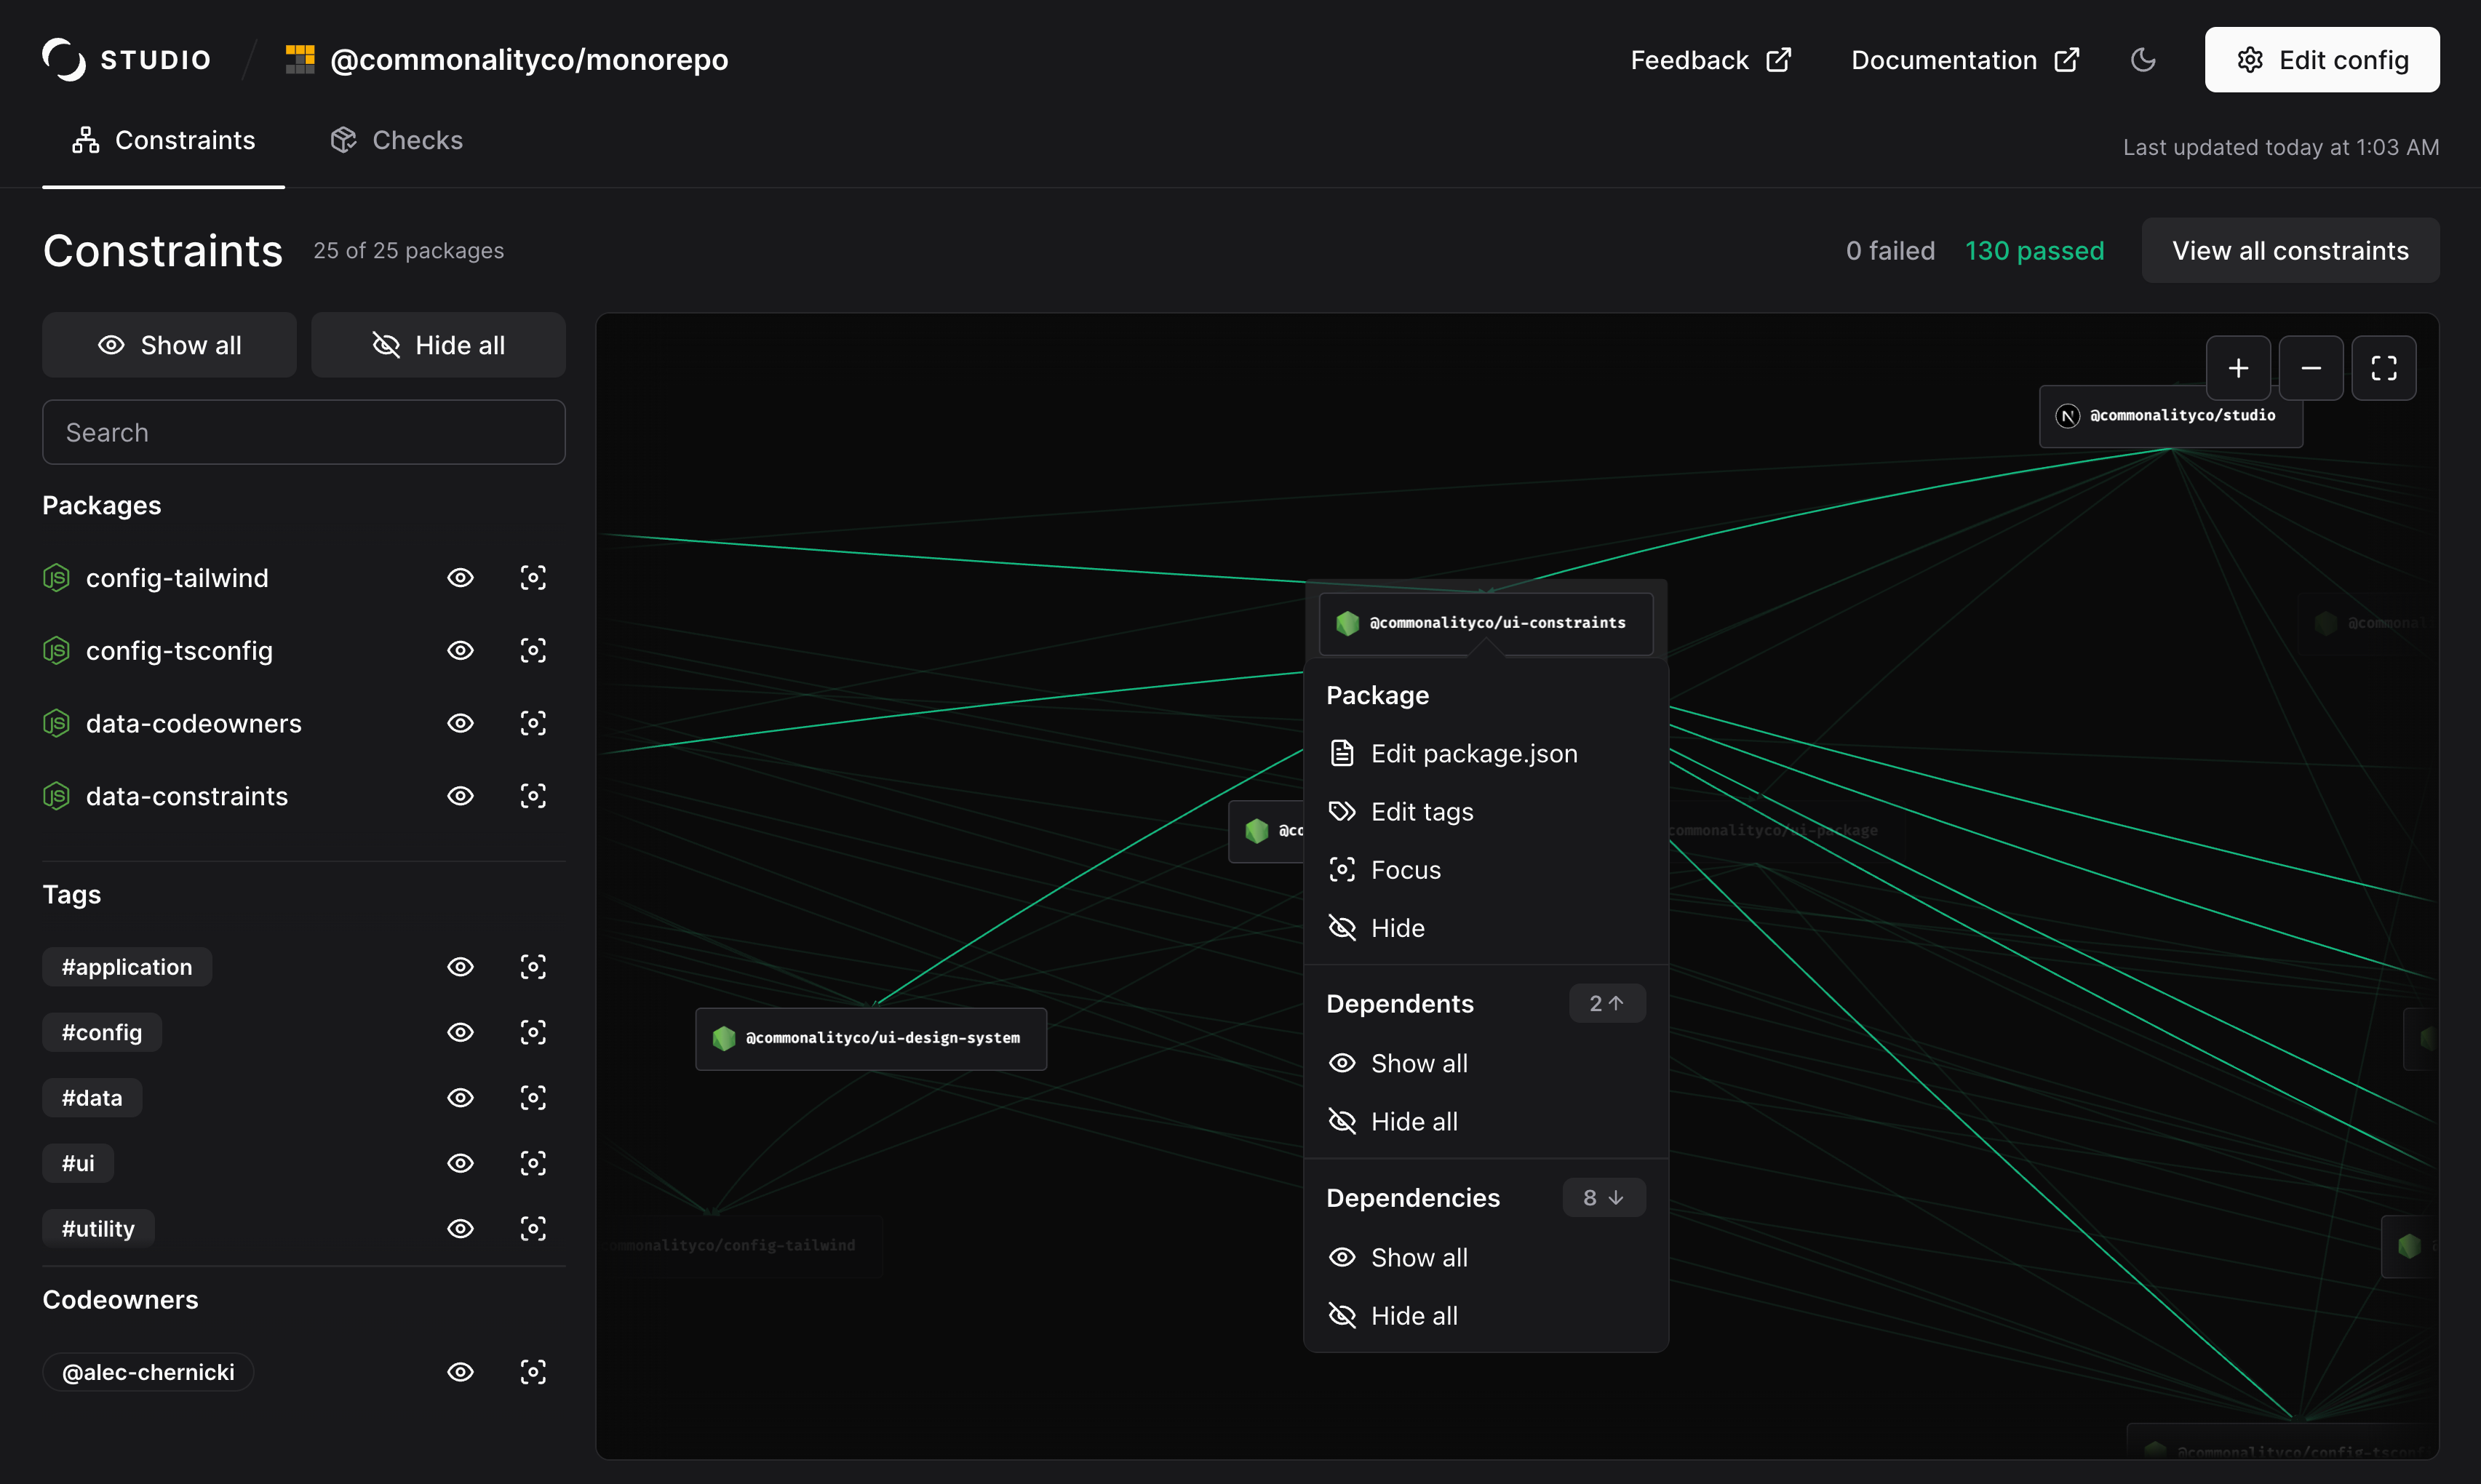 STUDIO
@commonalityco/monorepo
Feedback
Documentation
Edit config
Constraints
Checks
Last updated today at 1:03 AM
Constraints
25 of 25 packages
0 failed
130 passed
View all constraints
Show all
Hide all
Search
Packages
config-tailwind
config-tsconfig
data-codeowners
data-constraints
Tags
#application
#config
#data
#ui
#utility
Codeowners
@alec-chernicki
@commonalityco/studio
@commonalityco/ui-constraints
Package
Edit package.json
Edit tags
Focus
Hide
Dependents
2
Show all
Hide all
Dependencies
8
Show all
Hide all
@co
commonalityco/ui-package
@commonalityco/ui-design-system
ommonalityco/config-tailwind
@commonalityco/config-tsconf